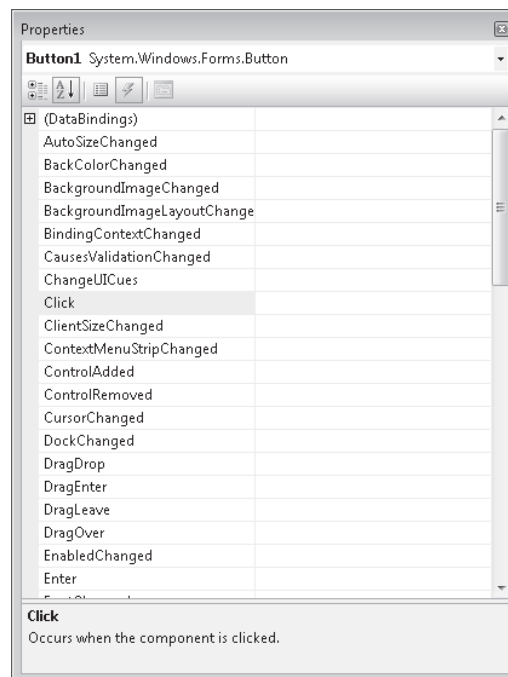 Properties
Button1 System.Windows.Forms.Button
(DataBindings)
AutoSizeChanged
BackColorChanged
BackgroundImageChanged
BackgroundImageLayoutChange
BindingContextChanged
CausesValidationChanged
ChangeUICues
Click
ClientSizeChanged
ContextMenuStripChanged
ControlAdded
ControlRemoved
CursorChanged
DockChanged
DragDrop
DragEnter
DragLeave
DragOver
EnabledChanged
Enter
Click
Occurs when the component is clicked.